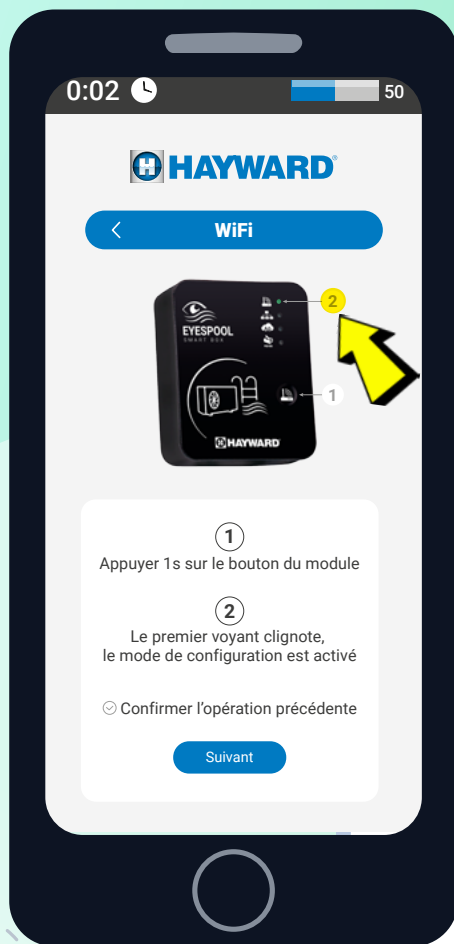 0:02
50
HAYWARD
WiFi
2
EYESPOOL
SMART BOX
1
HAYWARD
1
Appuyer 1s sur le bouton du module
2
Le premier voyant clignote,
le mode de configuration est activé
Confirmer l'opération précédente
Suivant